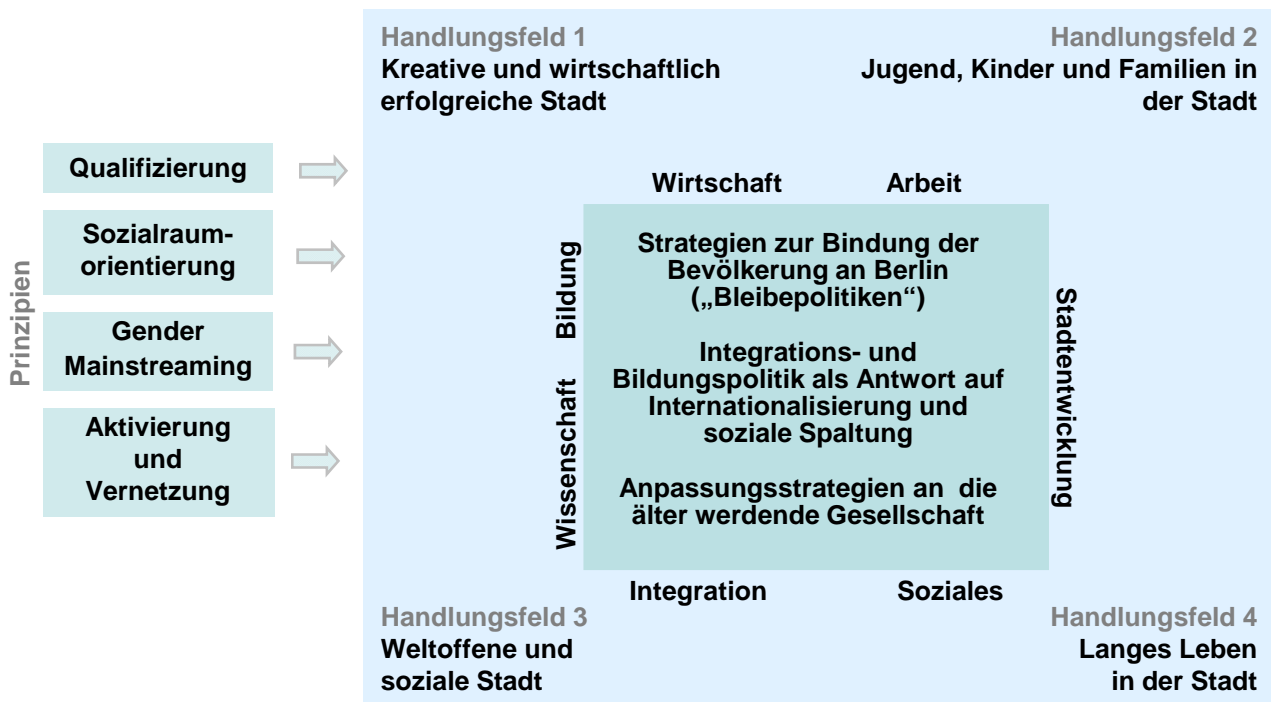 Handlungsfeld 1
Kreative und wirtschaftlich
erfolgreiche Stadt
Handlungsfeld 2
Jugend, Kinder und Familien in
der Stadt
Prinzipien
Qualifizierung
Sozialraum-
orientierung
Gender
Mainstreaming
Aktivierung
und
Vernetzung
Wirtschaft
Arbeit
Bildung
Wissenschaft
Strategien zur Bindung der
Bevölkerung an Berlin
(„Bleibepolitiken“)
Integrations- und
Bildungspolitik als Antwort auf
Internationalisierung und
soziale Spaltung
Anpassungsstrategien an die
älter werdende Gesellschaft
Stadtentwicklung
Integration
Soziales
Handlungsfeld 3
Weltoffene und
soziale Stadt
Handlungsfeld 4
Langes Leben
in der Stadt